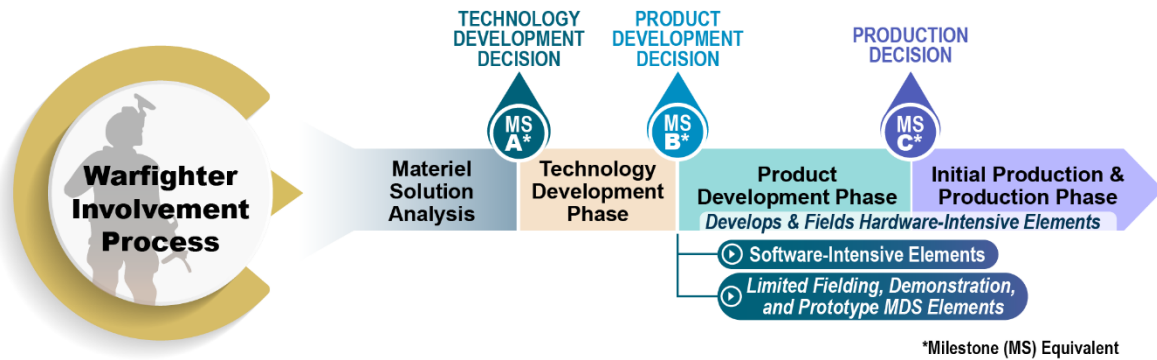 TECHNOLOGY
DEVELOPMENT
DECISION
PRODUCT
DEVELOPMENT
DECISION
PRODUCTION
DECISION
MS
A*
MS
B*
MS
C*
Warfighter
Involvement
Process
Materiel
Solution
Analysis
Technology
Development
Phase
Product
Development Phase
Initial Production &
Production Phase
Develops & Fields Hardware-Intensive Elements
Software-Intensive Elements
Limited Fielding, Demonstration,
and Prototype MDS Elements
*Milestone (MS) Equivalent